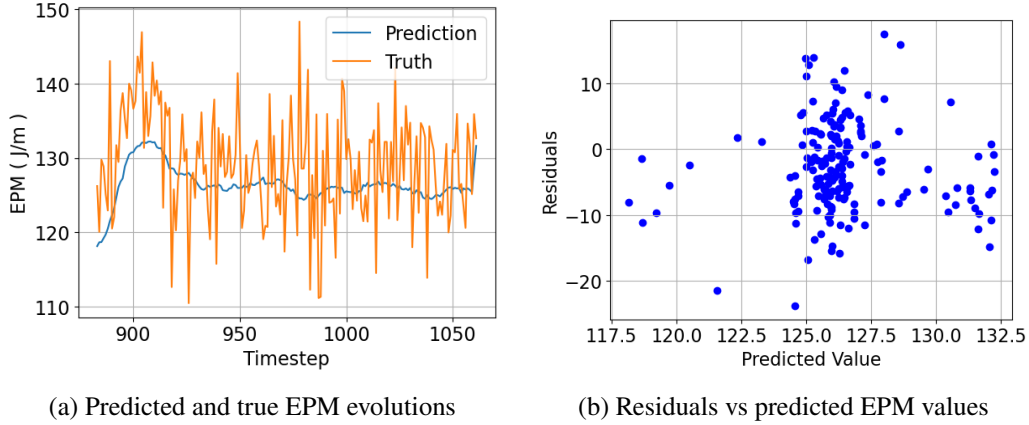 150
140
130
120
110
EPM ( J/m )
Prediction
Truth
900
950
1000
1050
Timestep
(a) Predicted and true EPM evolutions
10
0
−10
−20
Residuals
117.5
120.0
122.5
125.0
127.5
130.0
132.5
Predicted Value
(b) Residuals vs predicted EPM values